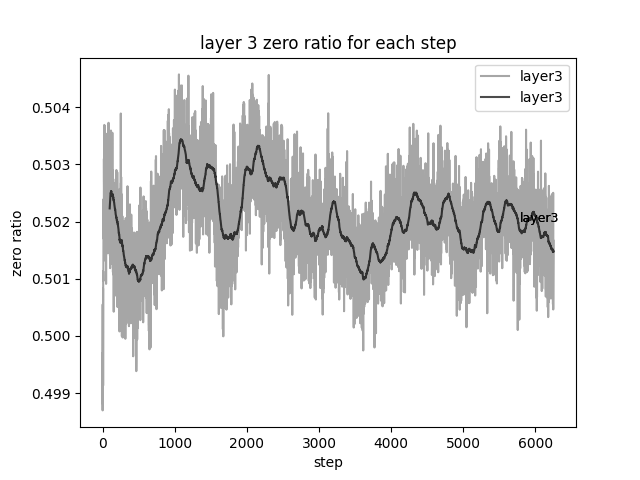 layer 3 zero ratio for each step
layer3
layer3
0.504
0.503
0.502
0.501
0.500
0.499
zero ratio
layer3
0 1000 2000 3000 4000 5000 6000
step